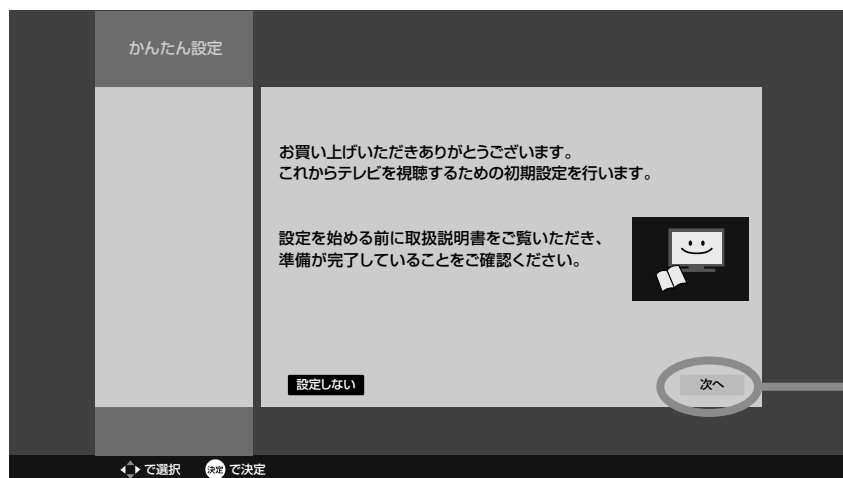 かんたん設定
お買い上げいただきありがとうございます。
これからテレビを視聴するための初期設定を行います。
設定を始める前に取扱説明書をご覧いただき、
準備が完了していることをご確認ください。
設定しない
次へ
で選択 決定 で決定